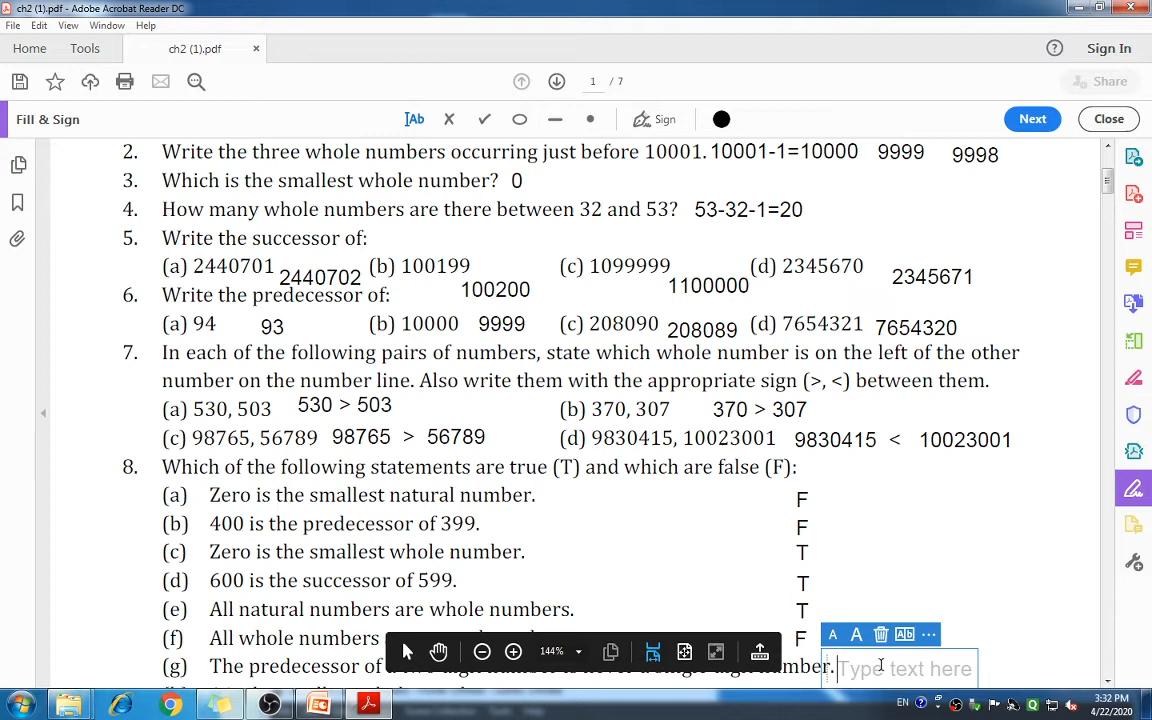 ch2 (1).pdf - Adobe Acrobat Reader DC
File Edit View Window Help
Home Tools ch2 (1).pdf × ? Sign In
1 / 7 Share
Fill & Sign Ab Sign Next Close
2. Write the three whole numbers occurring just before 10001. 10001-1=10000 9999 9998
3. Which is the smallest whole number? 0
4. How many whole numbers are there between 32 and 53? 53-32-1=20
5. Write the successor of:
(a) 2440701 2440702 (b) 100199 100200 (c) 1099999 1100000 (d) 2345670 2345671
6. Write the predecessor of:
(a) 94 93 (b) 10000 9999 (c) 208090 208089 (d) 7654321 7654320
7. In each of the following pairs of numbers, state which whole number is on the left of the other
number on the number line. Also write them with the appropriate sign (>, <) between them.
(a) 530, 503 530 > 503 (b) 370, 307 370 > 307
(c) 98765, 56789 98765 > 56789 (d) 9830415, 10023001 9830415 < 10023001
8. Which of the following statements are true (T) and which are false (F):
(a) Zero is the smallest natural number. F
(b) 400 is the predecessor of 399. F
(c) Zero is the smallest whole number. T
(d) 600 is the successor of 599. T
(e) All natural numbers are whole numbers. T
(f) All whole numbers F
A A Ab ...
144%
(g) The predecessor of Type text here
EN 3:32 PM
4/22/2020